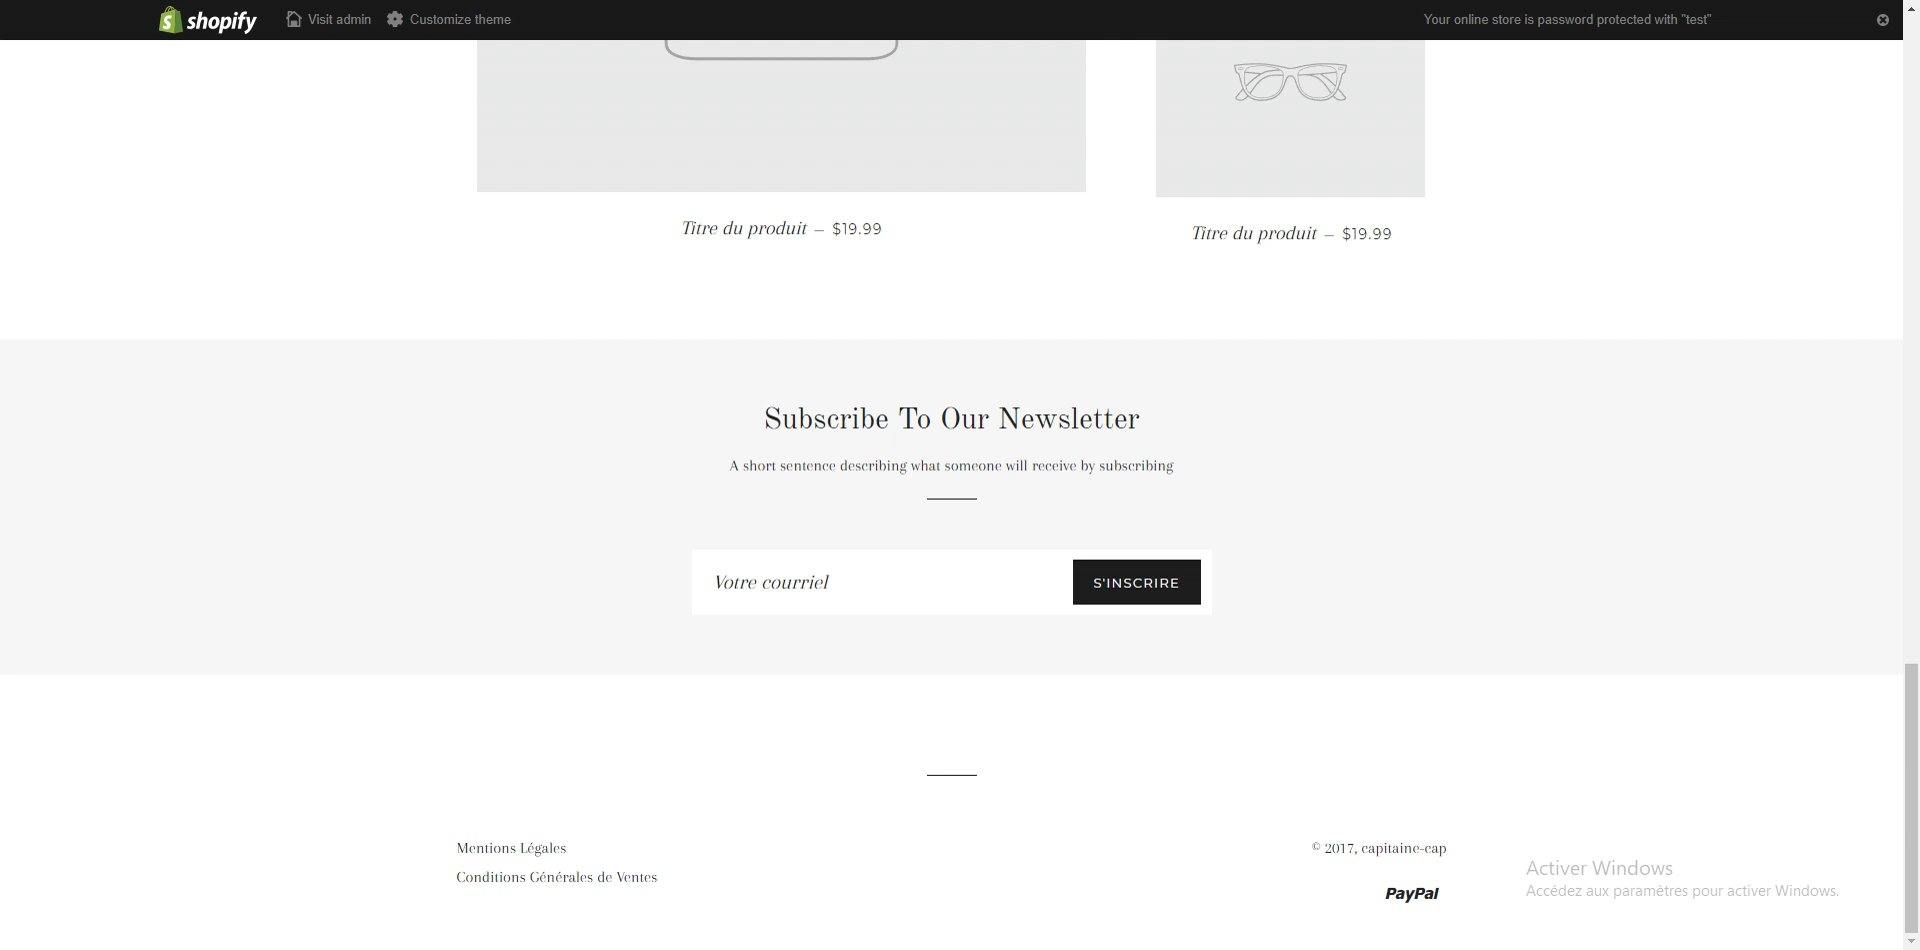 shopify
Visit admin
Customize theme
Your online store is password protected with "test"
Titre du produit – $19.99
Titre du produit – $19.99
Subscribe To Our Newsletter
A short sentence describing what someone will receive by subscribing
Votre courriel
S'INSCRIRE
Mentions Légales
Conditions Générales de Ventes
© 2017, capitaine-cap
PayPal
Activer Windows
Accédez aux paramètres pour activer Windows.